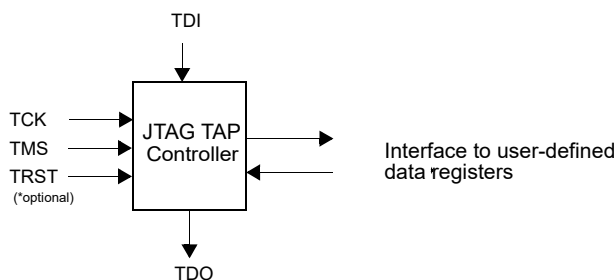 TDI
TCK
TMS
TRST
(*optional)
JTAG TAP
Controller
Interface to user-defined
data registers
TDO